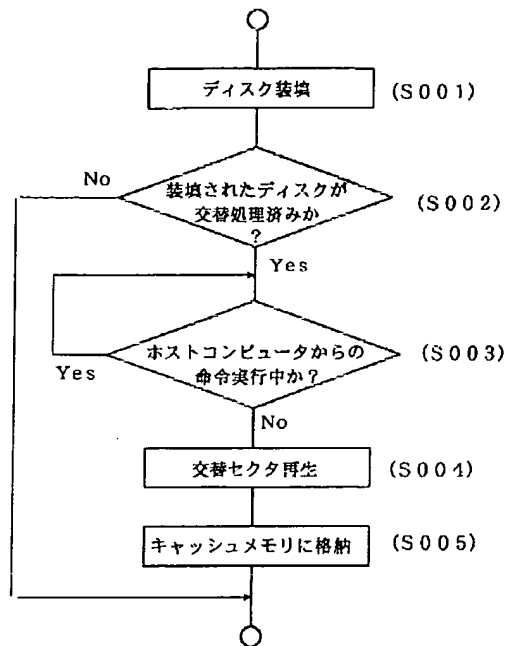 ディスク装填
(S001)
No
装填されたディスクが
交替処理済みか
?
(S002)
Yes
ホストコンピュータからの
命令実行中か?
(S003)
Yes
No
交替セクタ再生
(S004)
キャッシュメモリに格納
(S005)